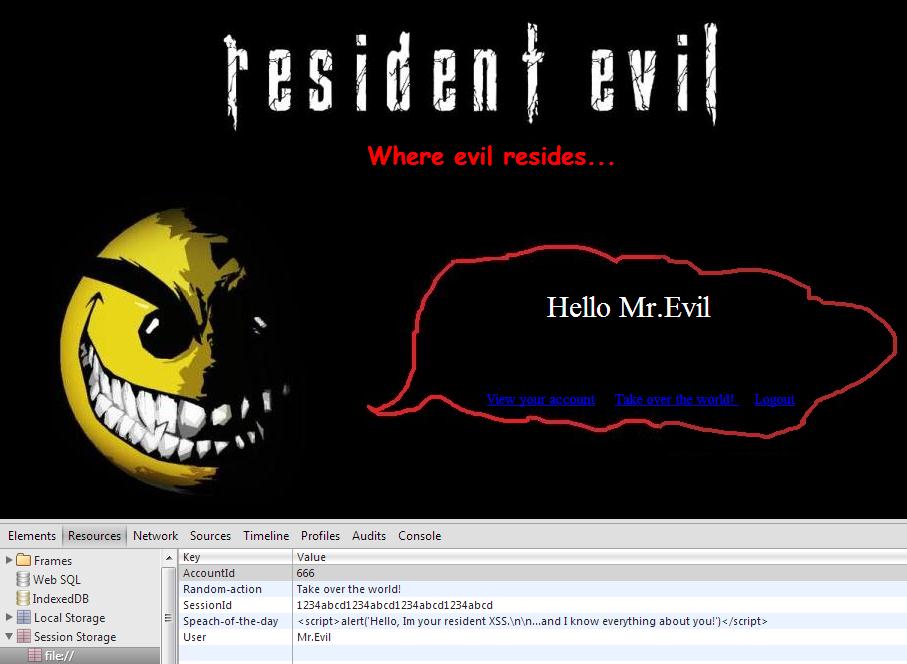 resident evil
Where evil resides...
Hello Mr.Evil
View your account Take over the world! Logout
Elements Resources Network Sources Timeline Profiles Audits Console
Frames
Web SQL
IndexedDB
Local Storage
Session Storage
file://
Key Value
AccountId 666
Random-action Take over the world!
SessionId 1234abcd1234abcd1234abcd1234abcd
Speach-of-the-day <script>alert('Hello, Im your resident XSS.\n\n...and I know everything about you!')</script>
User Mr.Evil